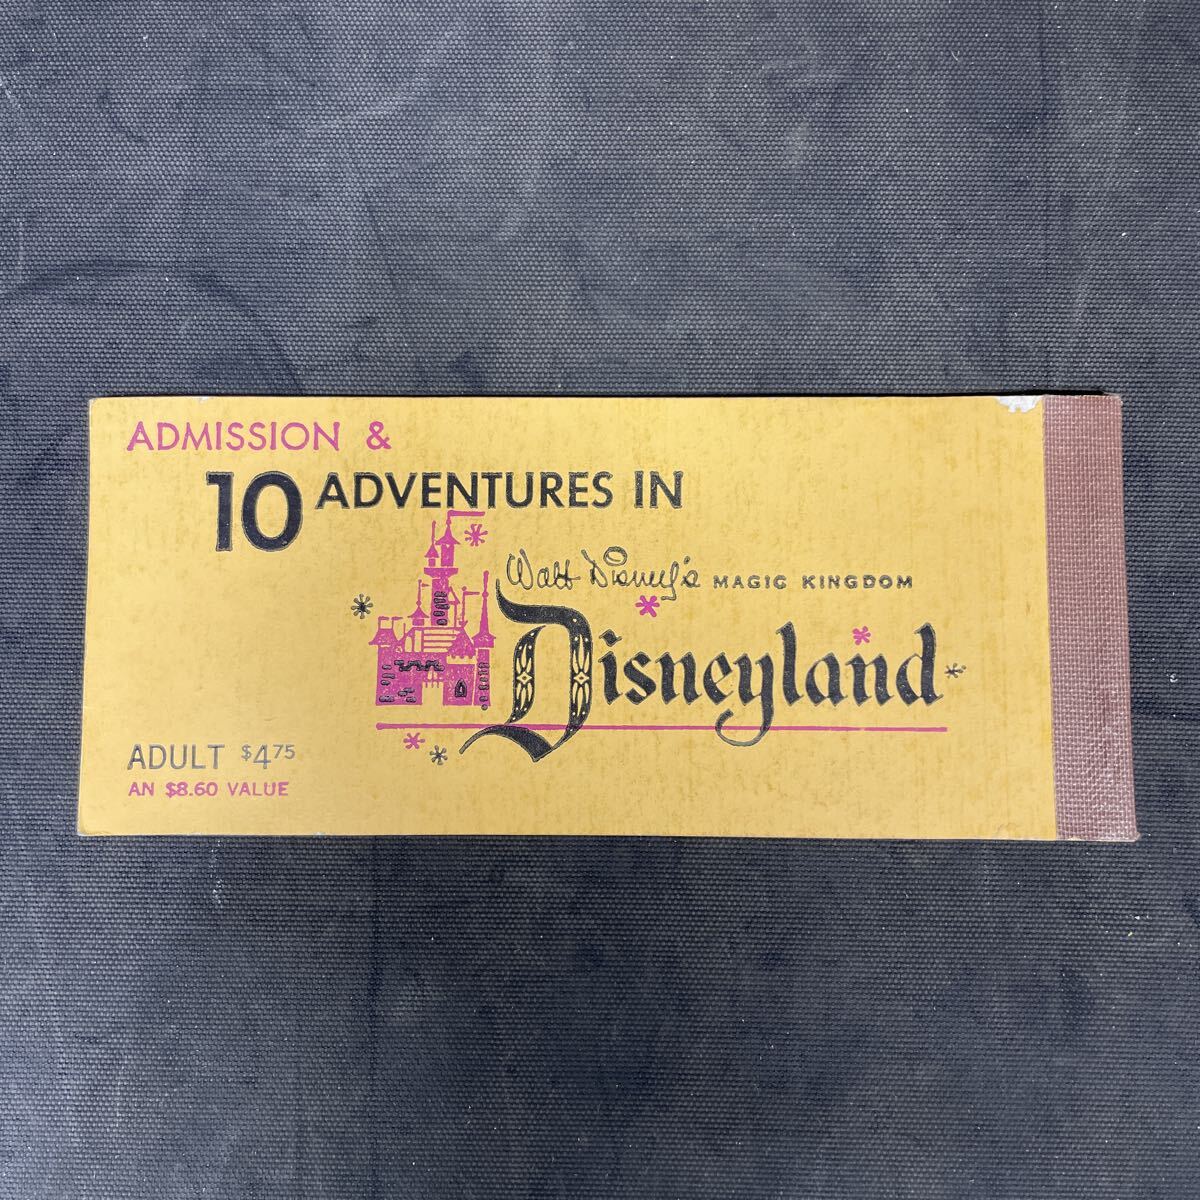 ADMISSION &
10 ADVENTURES IN
Walt Disney's MAGIC KINGDOM
Disneyland
ADULT $4.75
AN $8.60 VALUE